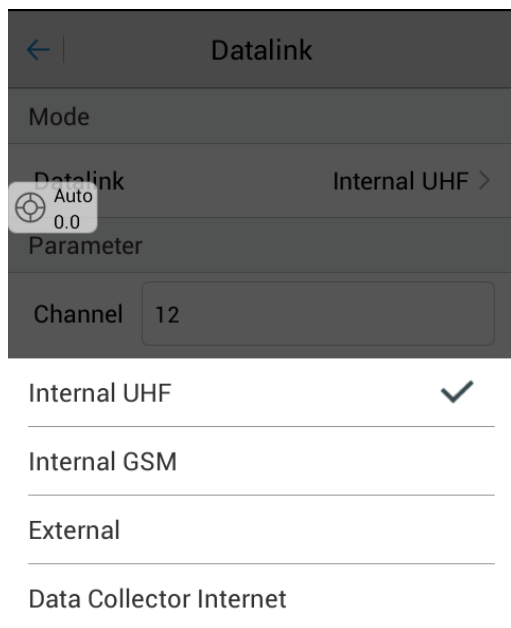 Datalink
Mode
Datalink Internal UHF
Auto
0.0
Parameter
Channel 12
Internal UHF
Internal GSM
External
Data Collector Internet